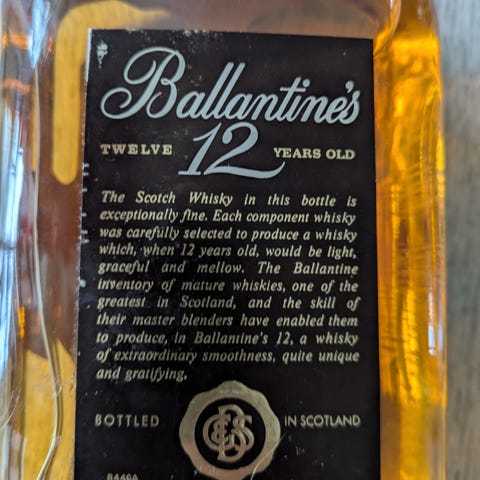 Ballantine's
TWELVE 12 YEARS OLD
The Scotch Whisky in this bottle is
exceptionally fine. Each component whisky
was carefully selected to produce a whisky
which, when 12 years old, would be light,
graceful and mellow. The Ballantine
inventory of mature whiskies, one of the
greatest in Scotland, and the skill of
their master blenders have enabled them
to produce, in Ballantine's 12, a whisky
of extraordinary smoothness, quite unique
and gratifying.
BOTTLED IN SCOTLAND